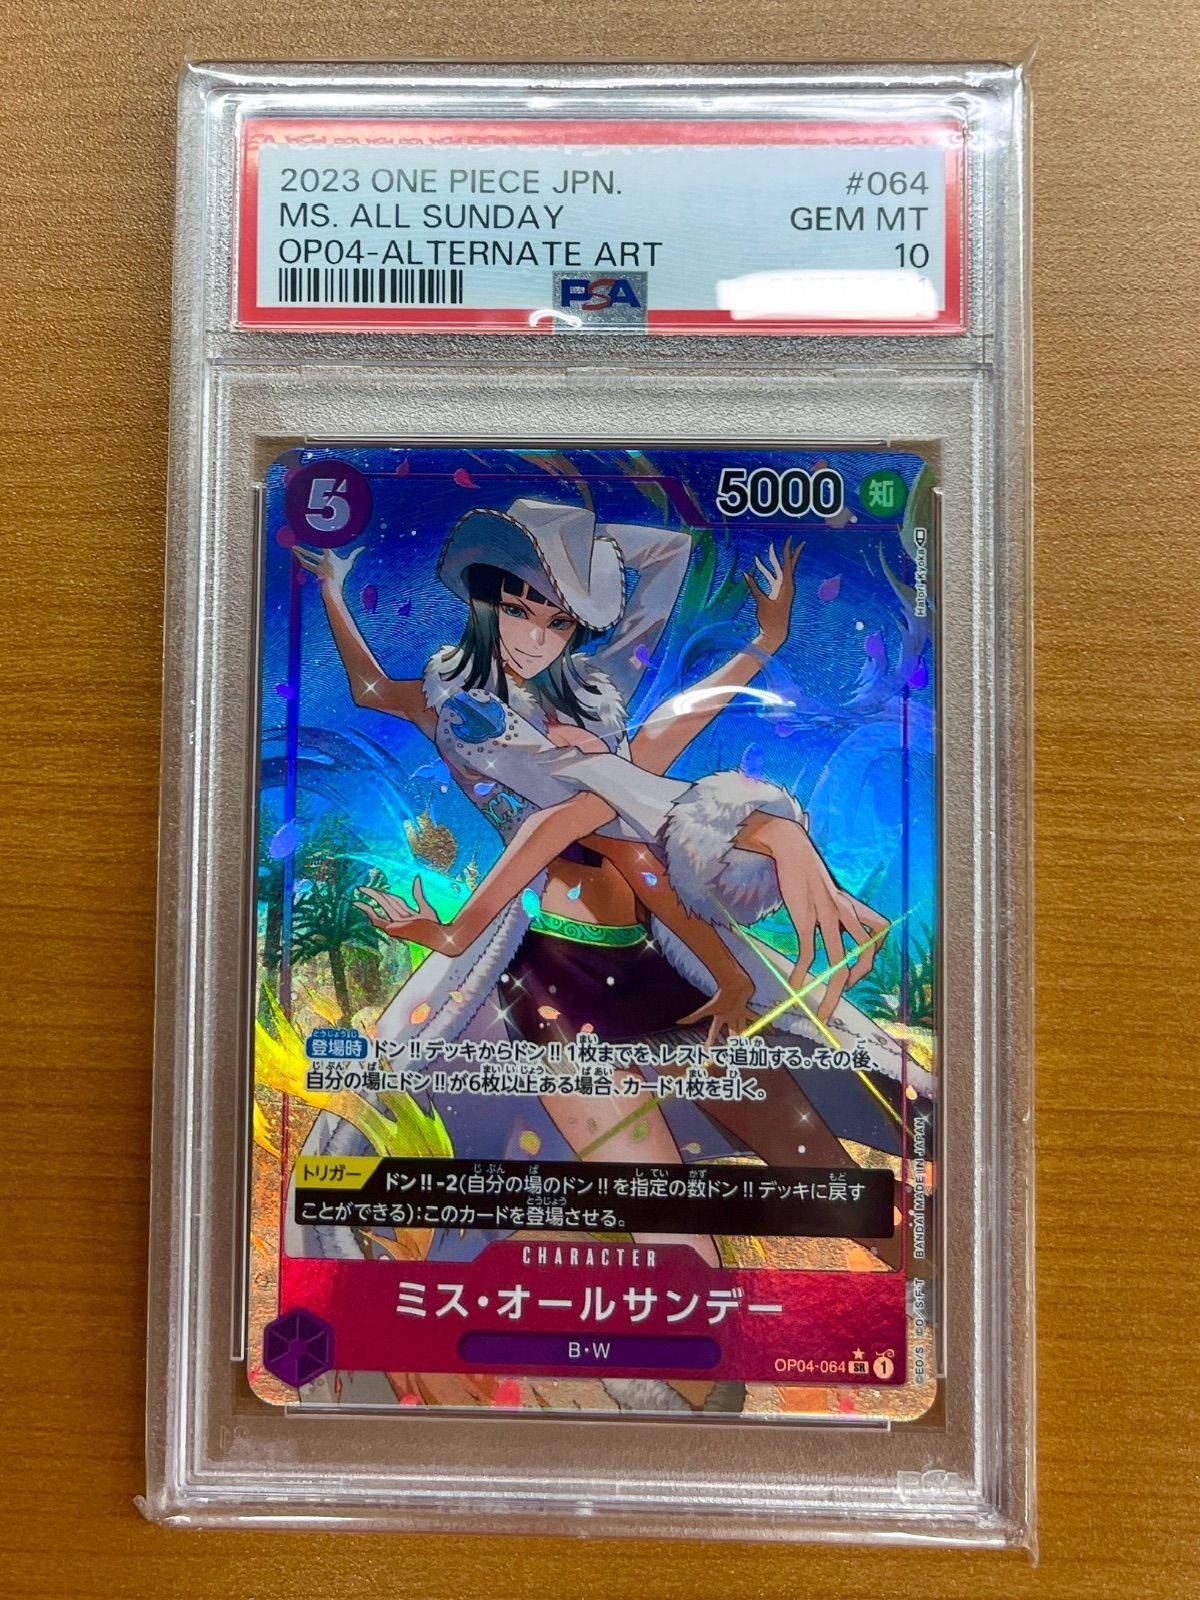 2023 ONE PIECE JPN.
#064
MS. ALL SUNDAY
GEM MT
OP04-ALTERNATE ART
10
PSA
5
5000
知
Hatori Kyoka
登場時 ドン!!デッキからドン!!1枚までを、レストで追加する。その後、
自分の場にドン!!が6枚以上ある場合、カード1枚を引く。
トリガー ドン!!-2(自分の場のドン!!を指定の数ドン!!デッキに戻す
ことができる):このカードを登場させる。
CHARACTER
ミス・オールサンデー
B・W
OP04-064 SR 1
©EO/S ©O/SFT BANDAI MADE IN JAPAN